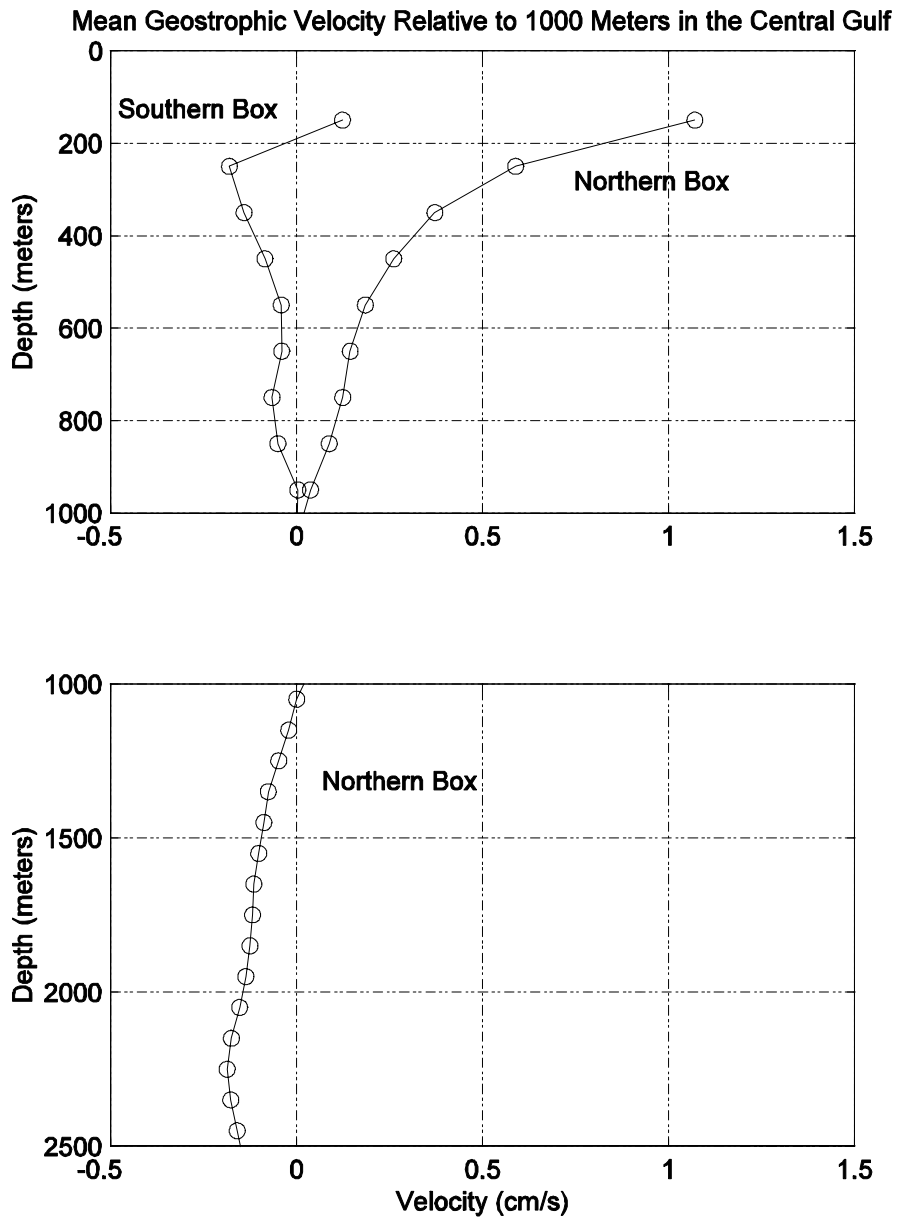 Mean Geostrophic Velocity Relative to 1000 Meters in the Central Gulf
0
Southern Box
200
Northern Box
400
Depth (meters)
600
800
1000
-0.5 0 0.5 1 1.5
1000
Northern Box
1500
Depth (meters)
2000
2500
-0.5 0 0.5 1 1.5
Velocity (cm/s)